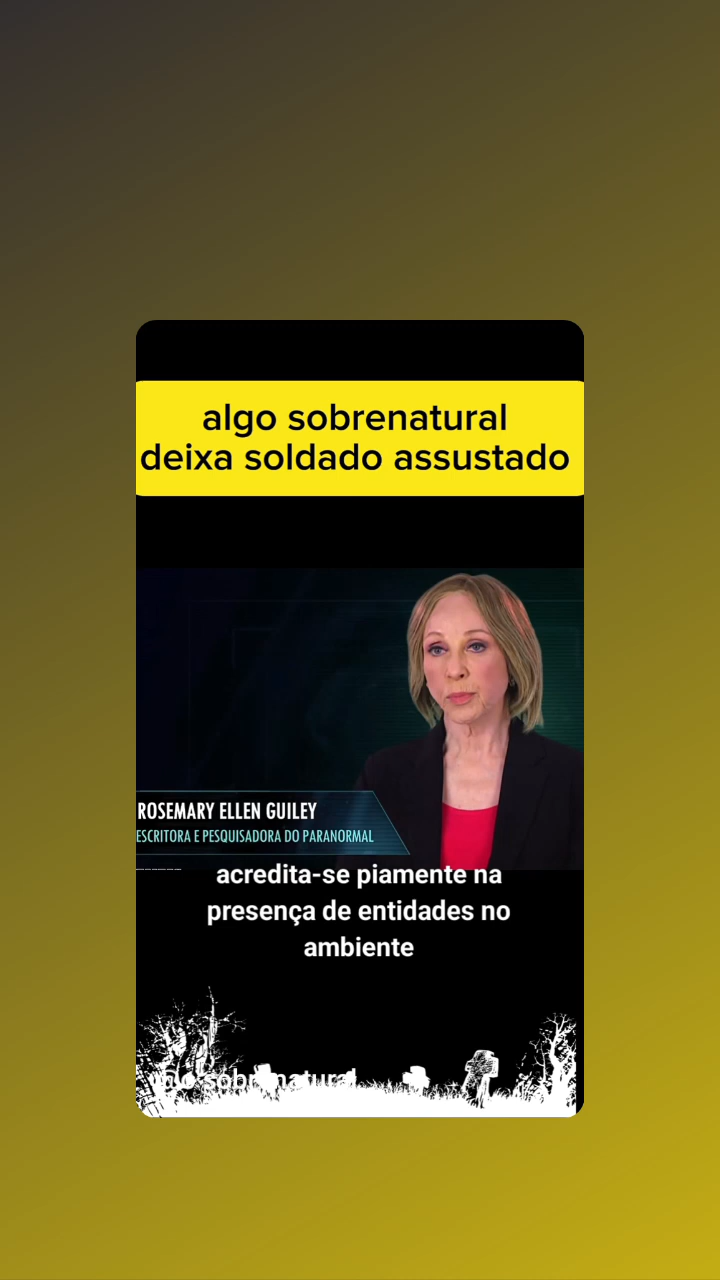 algo sobrenatural
deixa soldado assustado
ROSEMARY ELLEN GUILEY
ESCRITORA E PESQUISADORA DO PARANORMAL
acredita-se piamente na
presença de entidades no
ambiente
@o sobrenatural